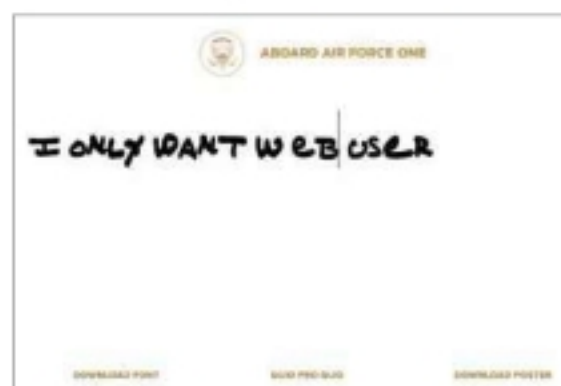 ABOARD AIR FORCE ONE
I ONLY WANT WEB USER
DOWNLOAD FONT
QUID PRO QUO
DOWNLOAD POSTER